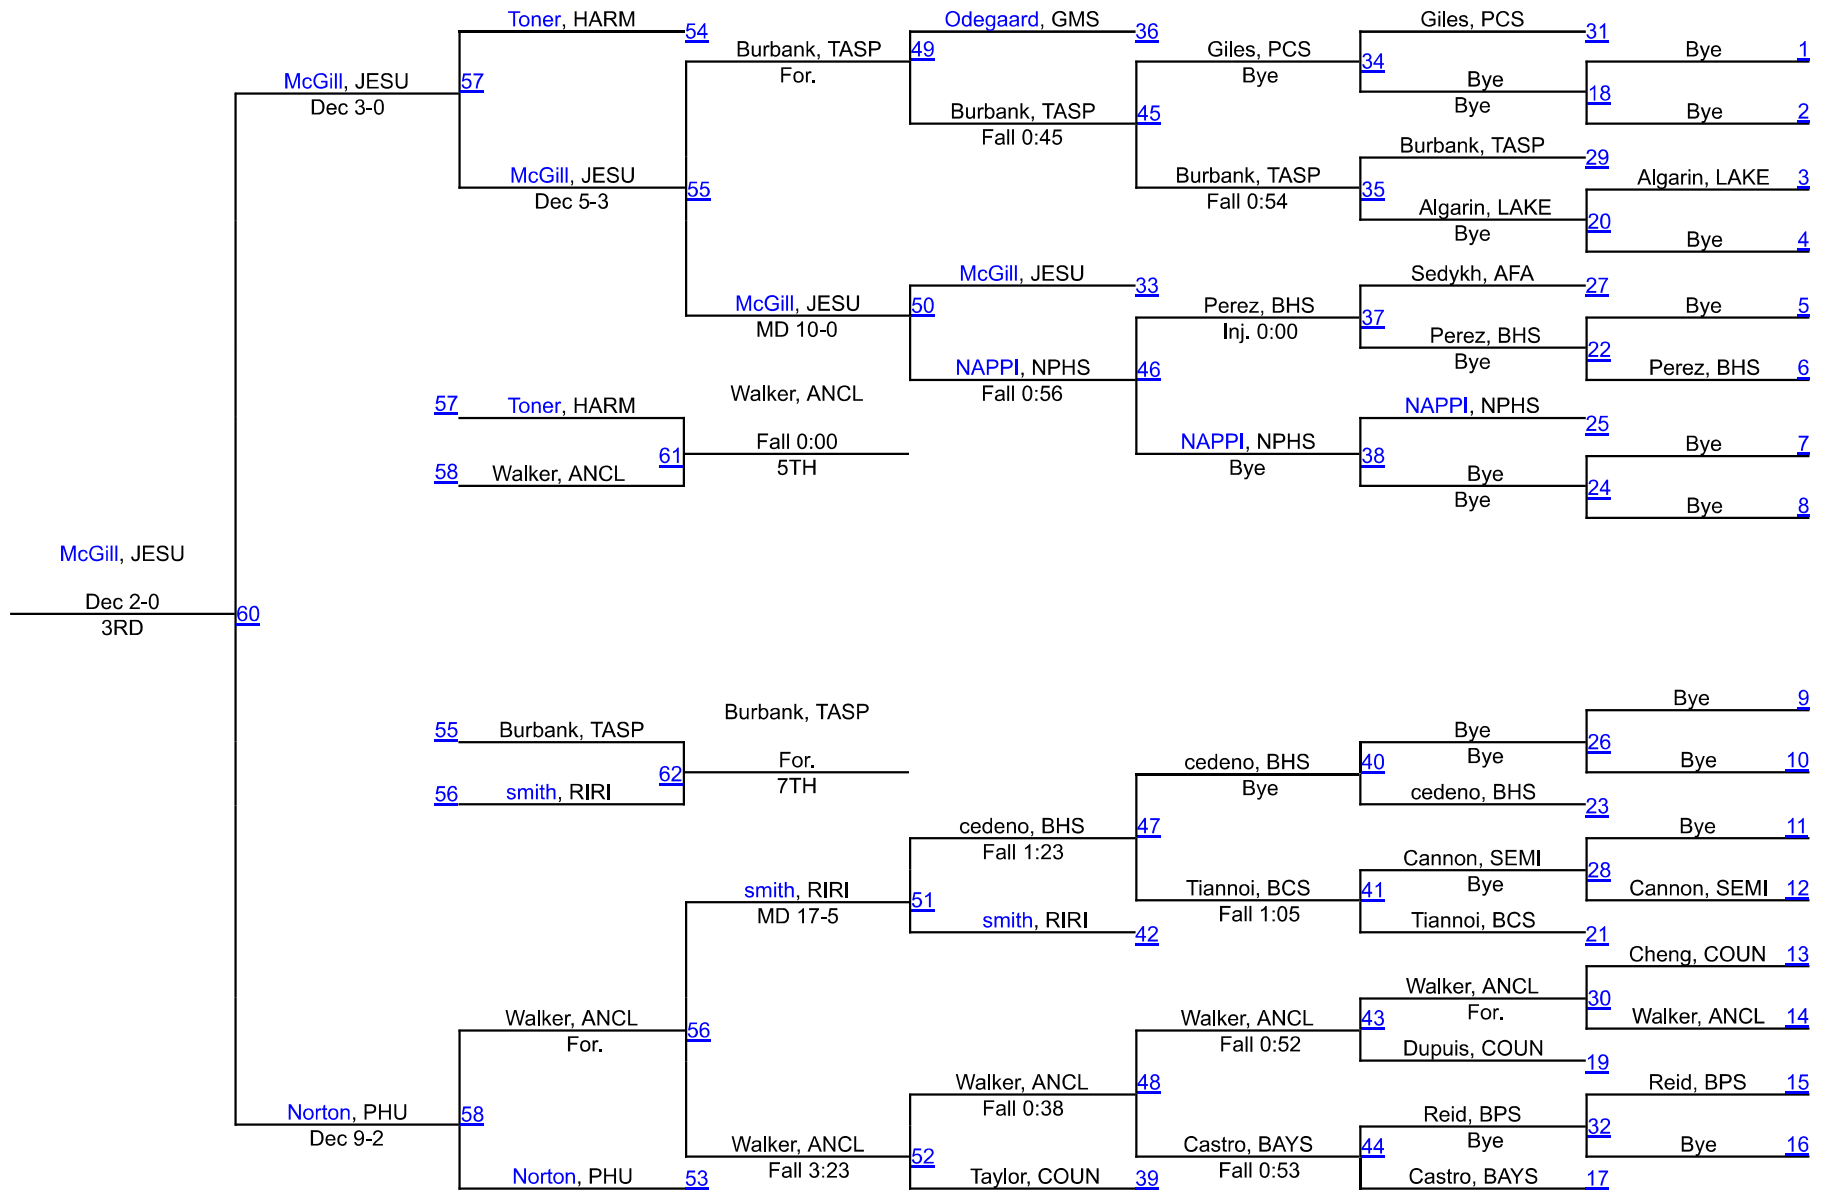 Toner, HARM
54
Odegaard, GMS
36
Giles, PCS
31
Burbank, TASP
49
For.
Giles, PCS
34
Bye
Bye
1
McGill, JESU
57
Dec 3-0
Bye
18
Bye
Burbank, TASP
45
Fall 0:45
Bye
2
Burbank, TASP
29
McGill, JESU
55
Dec 5-3
Burbank, TASP
35
Fall 0:54
Algarin, LAKE
3
Algarin, LAKE
20
Bye
Bye
4
McGill, JESU
33
Sedykh, AFA
27
McGill, JESU
50
MD 10-0
Perez, BHS
37
Inj. 0:00
Bye
5
Perez, BHS
22
Bye
NAPPI, NPHS
46
Fall 0:56
Perez, BHS
6
Walker, ANCL
57
Toner, HARM
NAPPI, NPHS
25
Fall 0:00
61
5TH
NAPPI, NPHS
38
Bye
Bye
7
58
Walker, ANCL
Bye
24
Bye
Bye
8
McGill, JESU
Dec 2-0
60
3RD
Bye
9
Burbank, TASP
55
Burbank, TASP
Bye
26
Bye
For.
62
7TH
cedeno, BHS
40
Bye
Bye
10
56
smith, RIRI
cedeno, BHS
23
cedeno, BHS
47
Fall 1:23
Bye
11
Cannon, SEMI
28
Bye
smith, RIRI
51
MD 17-5
Tiannoi, BCS
41
Fall 1:05
Cannon, SEMI
12
smith, RIRI
42
Tiannoi, BCS
21
Cheng, COUN
13
Walker, ANCL
30
For.
Walker, ANCL
56
For.
Walker, ANCL
43
Fall 0:52
Walker, ANCL
14
Dupuis, COUN
19
Walker, ANCL
48
Fall 0:38
Reid, BPS
15
Norton, PHU
58
Dec 9-2
Reid, BPS
32
Bye
Walker, ANCL
52
Fall 3:23
Castro, BAYS
44
Fall 0:53
Bye
16
Norton, PHU
53
Taylor, COUN
39
Castro, BAYS
17